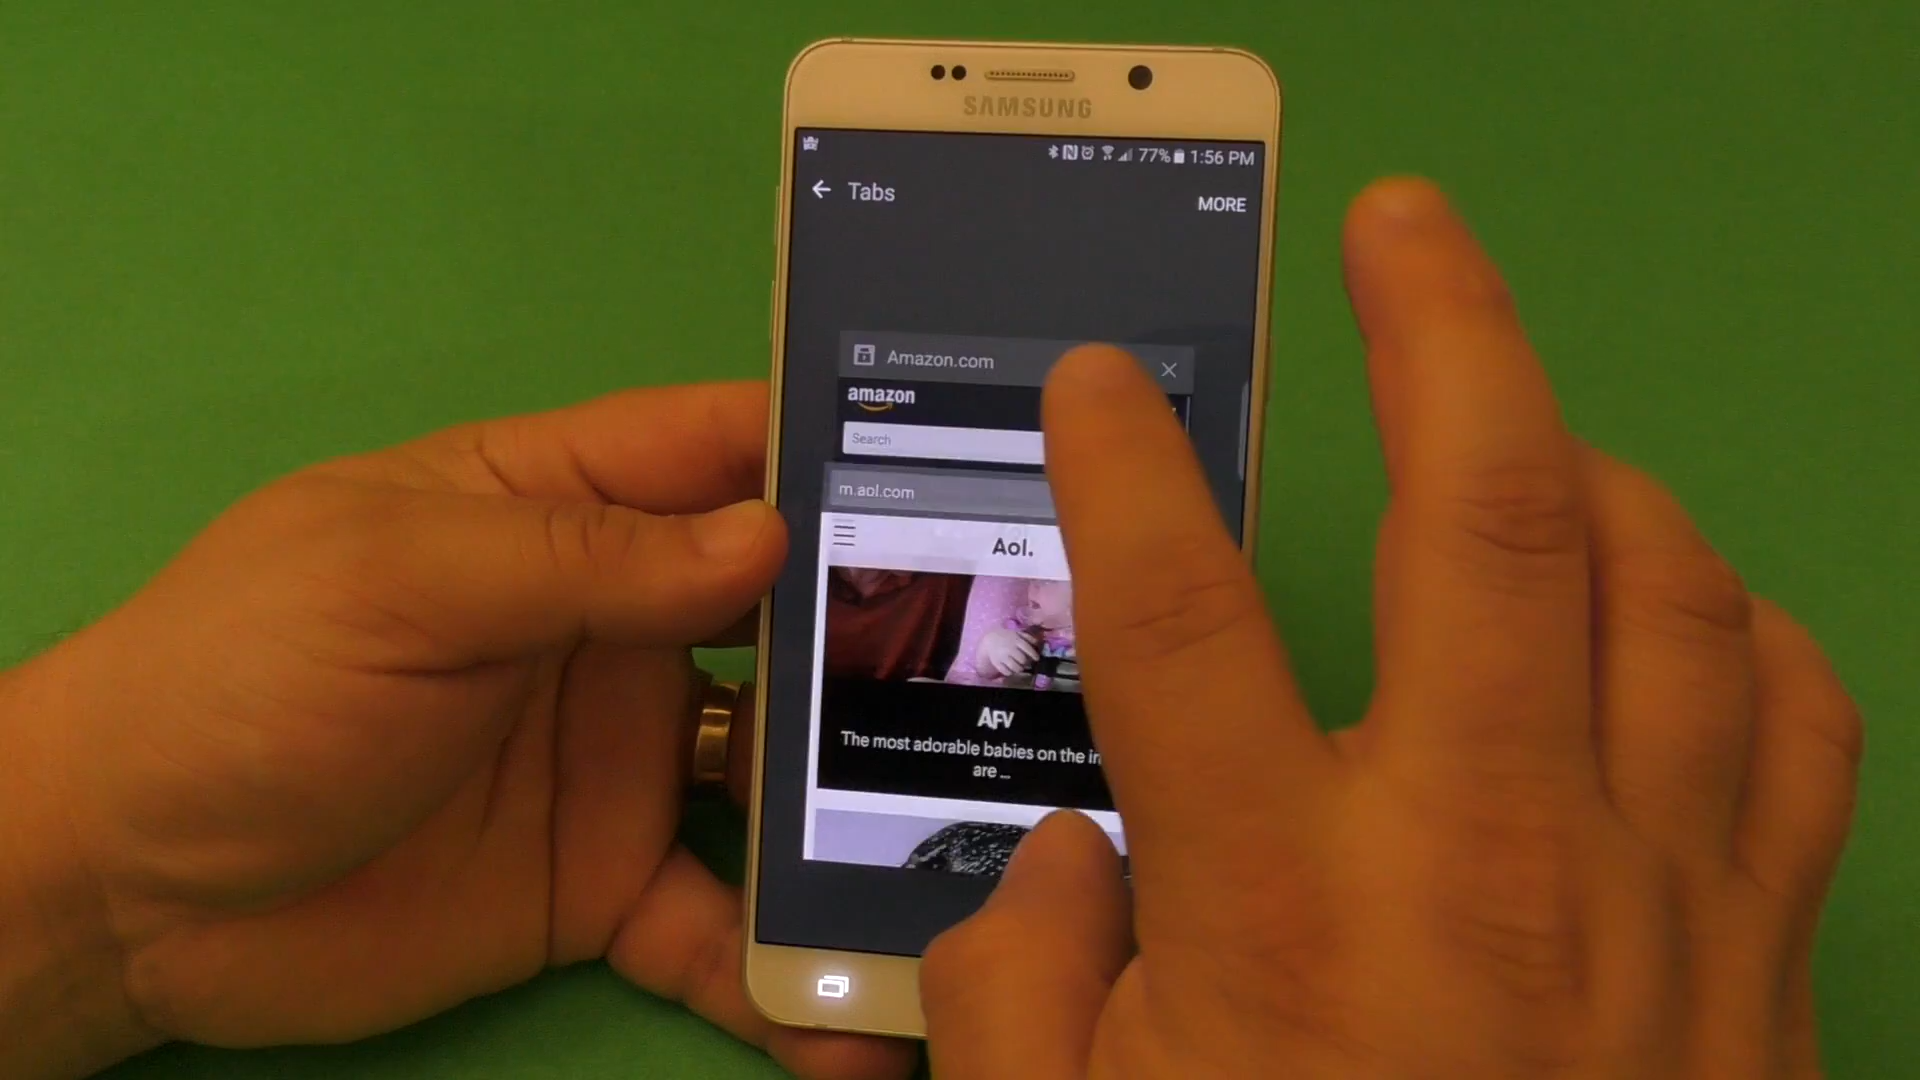 SAMSUNG
77% 1:56 PM
Tabs
MORE
Amazon.com
amazon
Search
m.aol.com
Aol.
AFV
The most adorable babies on the
are ...